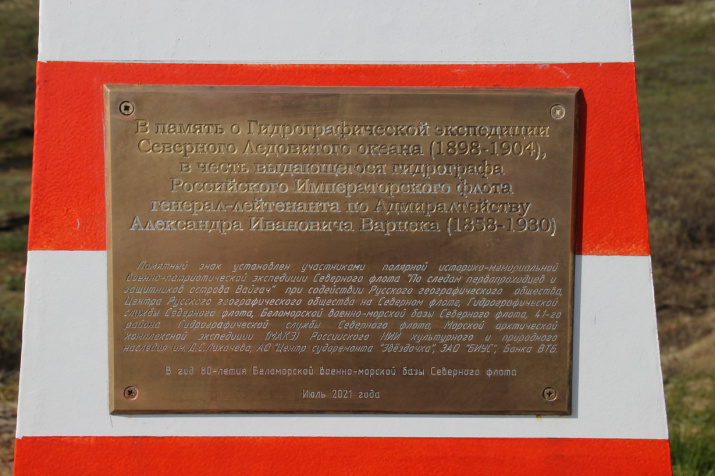 В память о Гидрографической экспедиции
Северного Ледовитого океана (1898-1904),
в честь выдающегося гидрографа
Российского Императорского флота
генерал-лейтенанта по Адмиралтейству
Александра Ивановича Варнека (1858-1930)
Памятный знак установлен участниками полярной историко-мемориальной
военно-патриотической экспедиции Северного флота "По следам первопроходцев и
защитников острова Вайгач" при содействии Русского географического общества,
Центра Русского географического общества на Северном флоте, Гидрографической
службы Северного флота, Беломорской военно-морской базы Северного флота, 41-го
района Гидрографической службы Северного флота, Морской арктической
комплексной экспедиции (МАКЭ) Российского НИИ культурного и природного
наследия им. Д.С.Лихачева, АО "Центр судоремонта "Звёздочка", ЗАО "БИУС", Банка ВТБ.
В год 80-летия Беломорской военно-морской базы Северного флота
Июль 2021 года